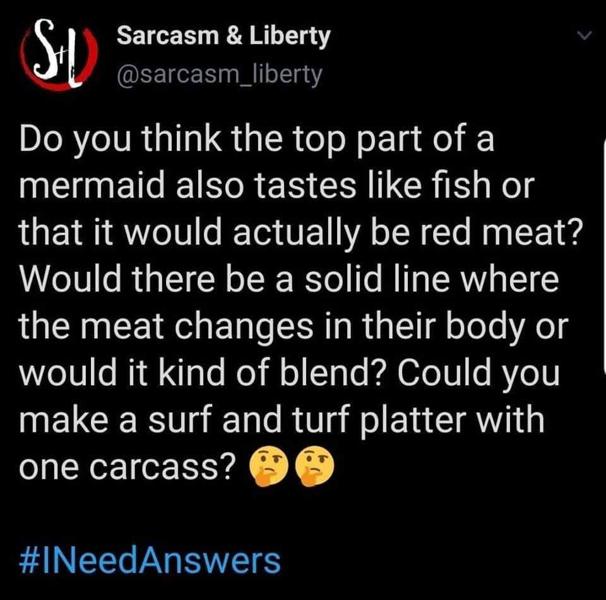 S+L
Sarcasm & Liberty
@sarcasm_liberty
Do you think the top part of a
mermaid also tastes like fish or
that it would actually be red meat?
Would there be a solid line where
the meat changes in their body or
would it kind of blend? Could you
make a surf and turf platter with
one carcass? 🤔🤔
#INeedAnswers